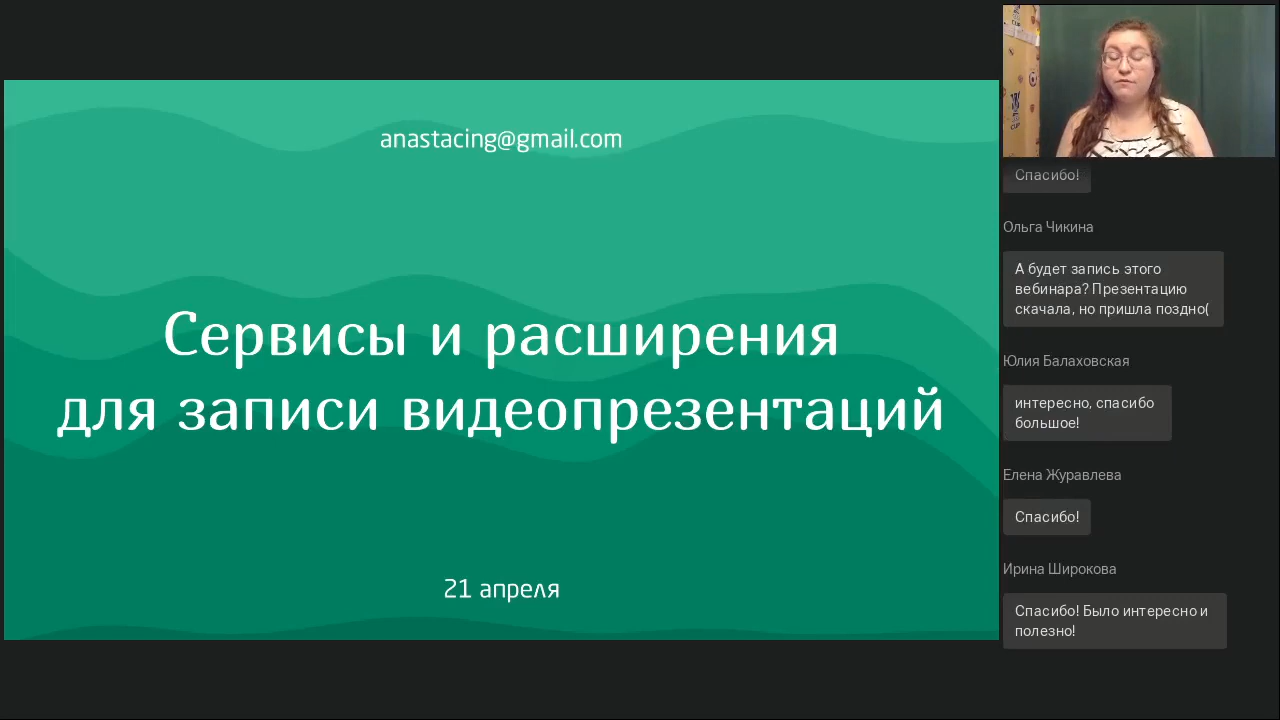 anastacing@gmail.com
Сервисы и расширения
для записи видеопрезентаций
21 апреля
Спасибо!
Ольга Чикина
А будет запись этого
вебинара? Презентацию
скачала, но пришла поздно(
Юлия Балаховская
интересно, спасибо
большое!
Елена Журавлева
Спасибо!
Ирина Широкова
Спасибо! Было интересно и
полезно!